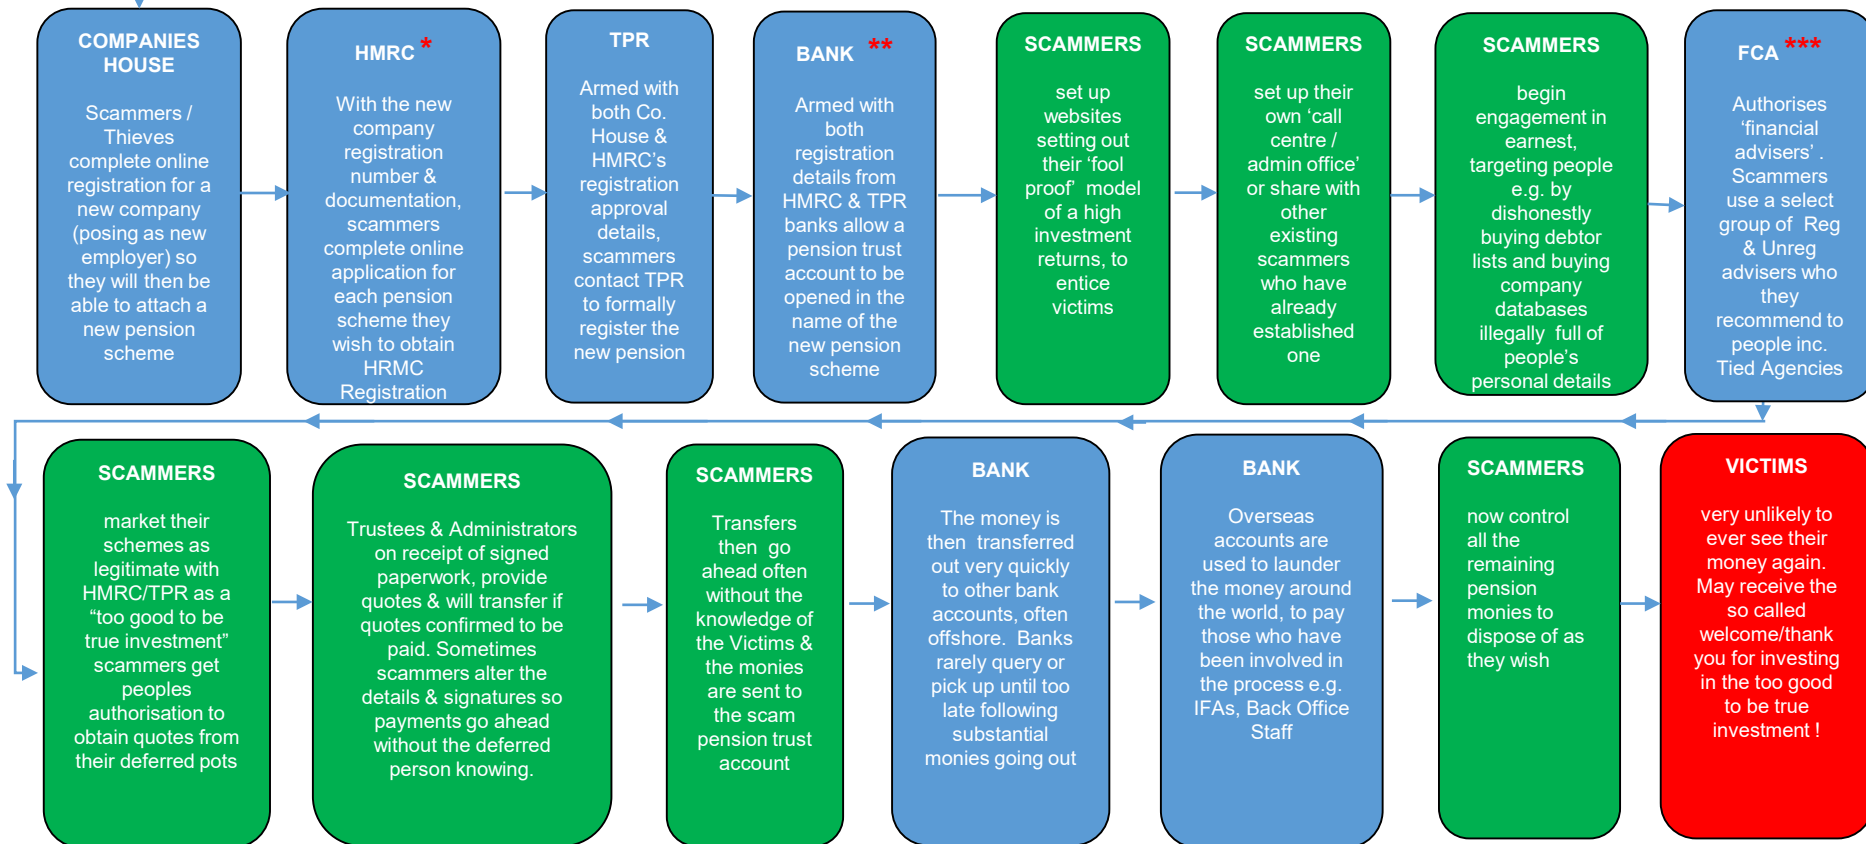 COMPANIES
HOUSE
Scammers /
Thieves
complete online
registration for a
new company
(posing as new
employer) so
they will then be
able to attach a
new pension
scheme
HMRC *
With the new
company
registration
number &
documentation,
scammers
complete online
application for
each pension
scheme they
wish to obtain
HRMC
Registration
TPR
Armed with
both Co.
House &
HMRC's
registration
approval
details,
scammers
contact TPR
to formally
register the
new pension
BANK **
Armed with
both
registration
details from
HMRC & TPR
banks allow a
pension trust
account to be
opened in the
name of the
new pension
scheme
SCAMMERS
set up
websites
setting out
their ‘fool
proof’ model
of a high
investment
returns, to
entice
victims
SCAMMERS
set up their
own ‘call
centre /
admin office’
or share with
other
existing
scammers
who have
already
established
one
SCAMMERS
begin
engagement in
earnest,
targeting people
e.g. by
dishonestly
buying debtor
lists and buying
company
databases
illegally full of
people’s
personal details
FCA ***
Authorises
‘financial
advisers’ .
Scammers
use a select
group of Reg
& Unreg
advisers who
they
recommend to
people inc.
Tied Agencies
SCAMMERS
market their
schemes as
legitimate with
HMRC/TPR as a
“too good to be
true investment”
scammers get
peoples
authorisation to
obtain quotes from
their deferred pots
SCAMMERS
Trustees & Administrators
on receipt of signed
paperwork, provide
quotes & will transfer if
quotes confirmed to be
paid. Sometimes
scammers alter the
details & signatures so
payments go ahead
without the deferred
person knowing.
SCAMMERS
Transfers
then go
ahead often
without the
knowledge of
the Victims &
the monies
are sent to
the scam
pension trust
account
BANK
The money is
then transferred
out very quickly
to other bank
accounts, often
offshore. Banks
rarely query or
pick up until too
late following
substantial
monies going out
BANK
Overseas
accounts are
used to launder
the money around
the world, to pay
those who have
been involved in
the process e.g.
IFAs, Back Office
Staff
SCAMMERS
now control
all the
remaining
pension
monies to
dispose of as
they wish
VICTIMS
very unlikely to
ever see their
money again.
May receive the
so called
welcome/thank
you for investing
in the too good
to be true
investment !